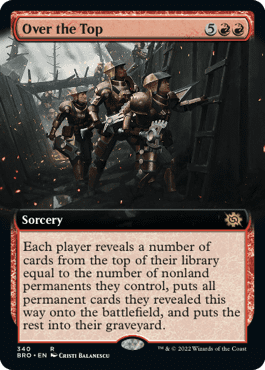 Over the Top 5
Sorcery
Each player reveals a number of
cards from the top of their library
equal to the number of nonland
permanents they control, puts all
permanent cards they revealed this
way onto the battlefield, and puts the
rest into their graveyard.
340 R
BRO • EN CRISTI BALANESCU
™ & © 2022 Wizards of the Coast